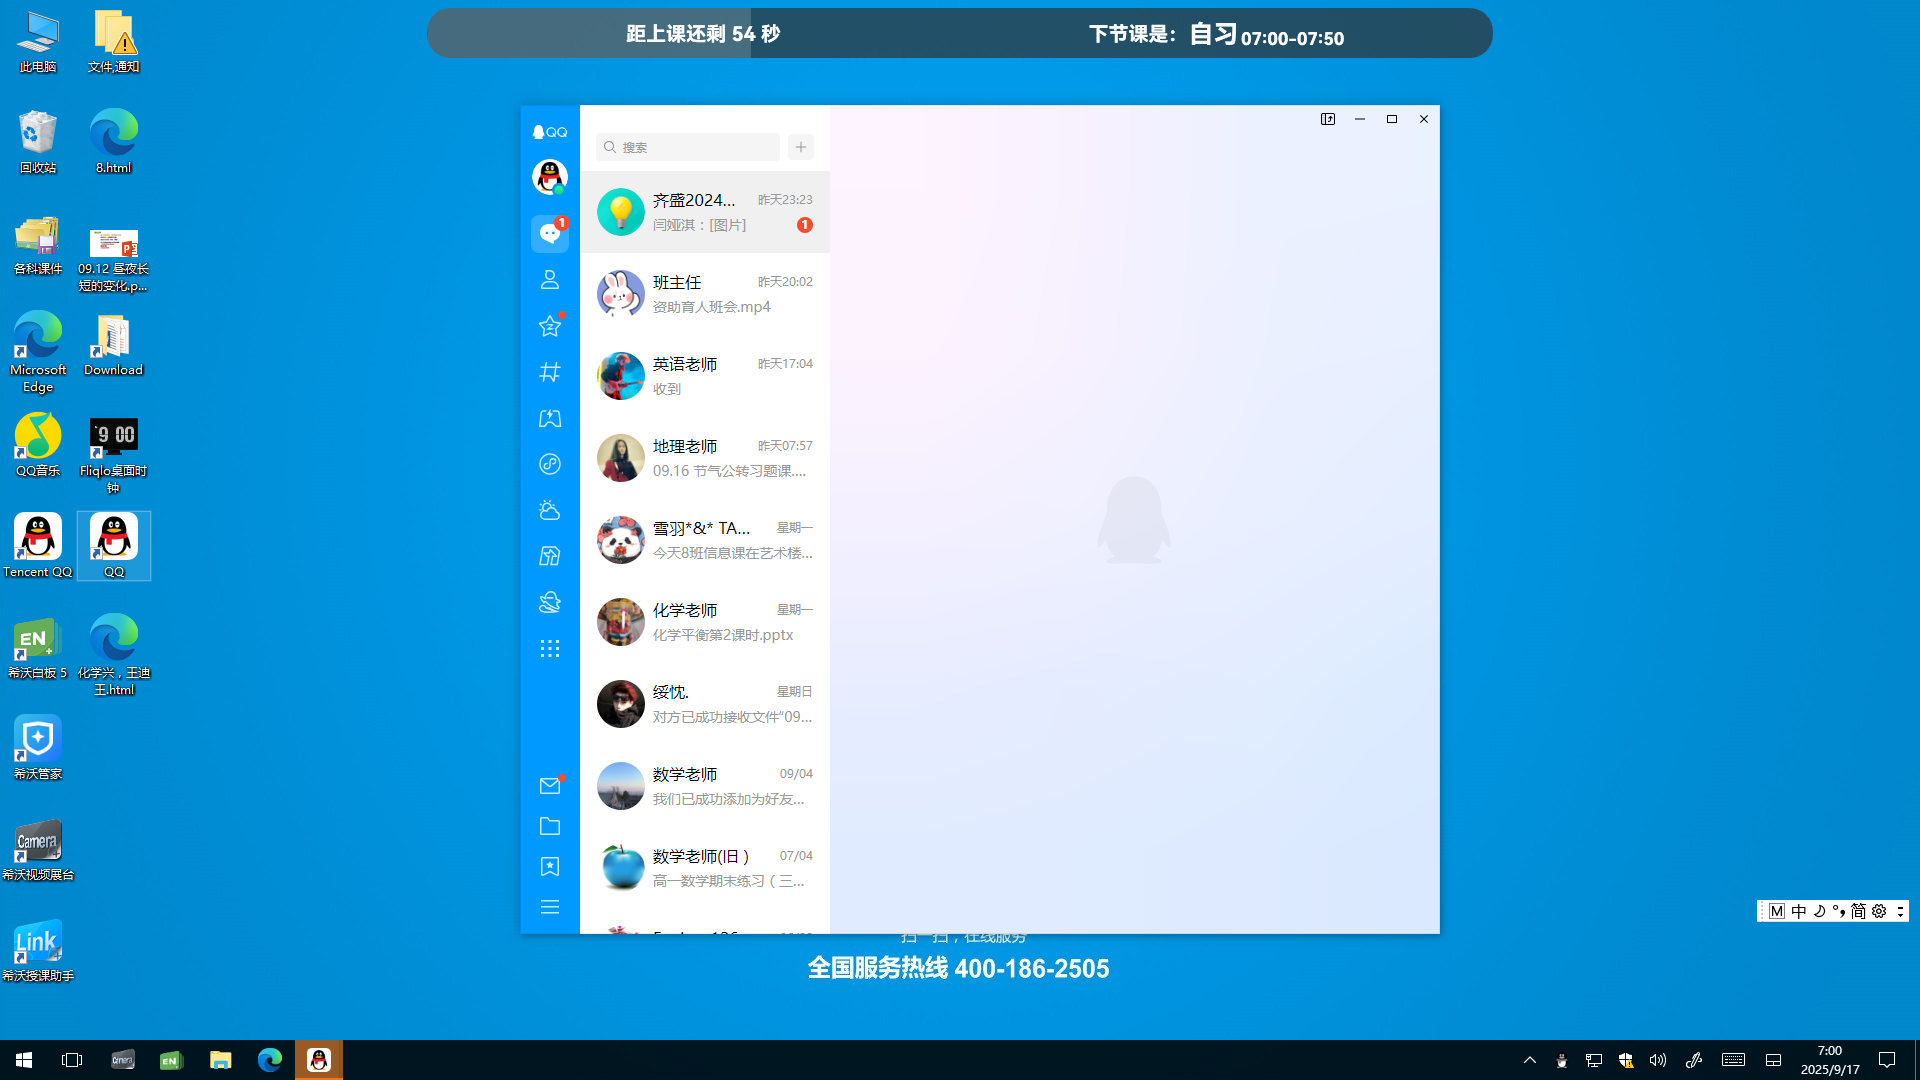 距上课还剩 54 秒
下节课是：自习 07:00-07:50
此电脑
文件,通知
回收站
8.html
各科课件
09.12 昼夜长
短的变化.p...
Microsoft
Edge
Download
QQ音乐
9 00
Fliqlo桌面时
钟
Tencent QQ
QQ
EN
希沃白板 5
化学兴，王迪
王.html
希沃管家
Camera
希沃视频展台
Link
希沃授课助手
QQ
搜索
1
齐盛2024...
昨天23:23
闫娅淇：[图片]
1
班主任
昨天20:02
资助育人班会.mp4
英语老师
昨天17:04
收到
地理老师
昨天07:57
09.16 节气公转习题课....
雪羽*&* TA...
星期一
今天8班信息课在艺术楼...
化学老师
星期一
化学平衡第2课时.pptx
绥忱.
星期日
对方已成功接收文件"09...
数学老师
09/04
我们已成功添加为好友...
数学老师(旧）
07/04
高一数学期末练习（三...
扫一扫，在线服务
全国服务热线 400-186-2505
M 中 简
Camera
EN
7:00
2025/9/17